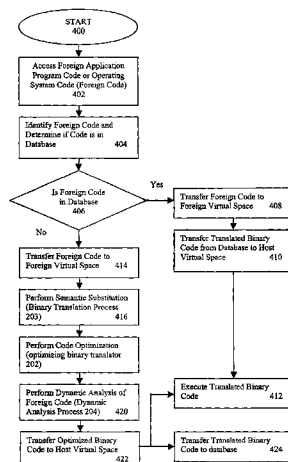 START
400
Access Foreign Application
Program Code or Operating
System Code (Foreign Code)
402
Identify Foreign Code and
Determine if Code is in
Database 404
Is Foreign Code
in Database
406
Yes
Transfer Foreign Code to
Foreign Virtual Space 408
Transfer Translated Binary
Code from Database to Host
Virtual Space 410
No
Transfer Foreign Code to
Foreign Virtual Space 414
Perform Semantic Substitution
(Binary Translation Process
203) 416
Perform Code Optimization
(optimizing binary translator
202)
Perform Dynamic Analysis of
Foreign Code (Dynamic
Analysis Process 204) 420
Execute Translated Binary
Code 412
Transfer Optimized Binary
Code to Host Virtual Space
422
Transfer Translated Binary
Code to database 424